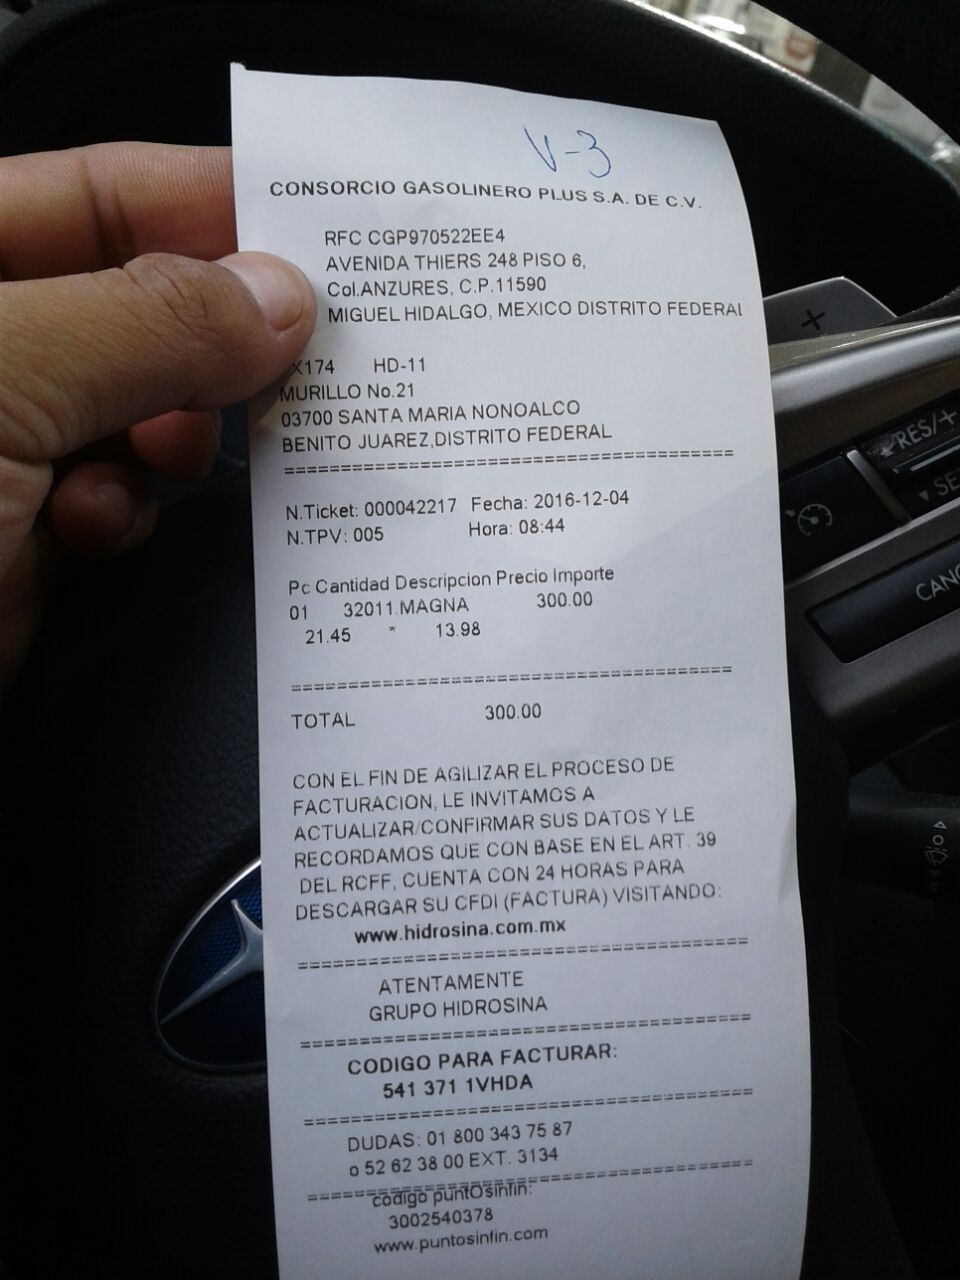 V-3
CONSORCIO GASOLINERO PLUS S.A. DE C.V.
RFC CGP970522EE4
AVENIDA THIERS 248 PISO 6,
Col.ANZURES, C.P.11590
MIGUEL HIDALGO, MEXICO DISTRITO FEDERAL
X174 HD-11
MURILLO No.21
03700 SANTA MARIA NONOALCO
BENITO JUAREZ,DISTRITO FEDERAL
========================================
N.Ticket: 000042217 Fecha: 2016-12-04
N.TPV: 005 Hora: 08:44
Pc Cantidad Descripcion Precio Importe
01 32011.MAGNA 300.00
21.45 * 13.98
========================================
TOTAL 300.00
CON EL FIN DE AGILIZAR EL PROCESO DE
FACTURACION, LE INVITAMOS A
ACTUALIZAR/CONFIRMAR SUS DATOS Y LE
RECORDAMOS QUE CON BASE EN EL ART. 39
DEL RCFF, CUENTA CON 24 HORAS PARA
DESCARGAR SU CFDI (FACTURA) VISITANDO:
www.hidrosina.com.mx
========================================
ATENTAMENTE
GRUPO HIDROSINA
========================================
CODIGO PARA FACTURAR:
541 371 1VHDA
========================================
DUDAS: 01 800 343 75 87
o 52 62 38 00 EXT. 3134
========================================
codigo puntOsinfin:
3002540378
www.puntosinfin.com
+
RES/+
SE
CANC